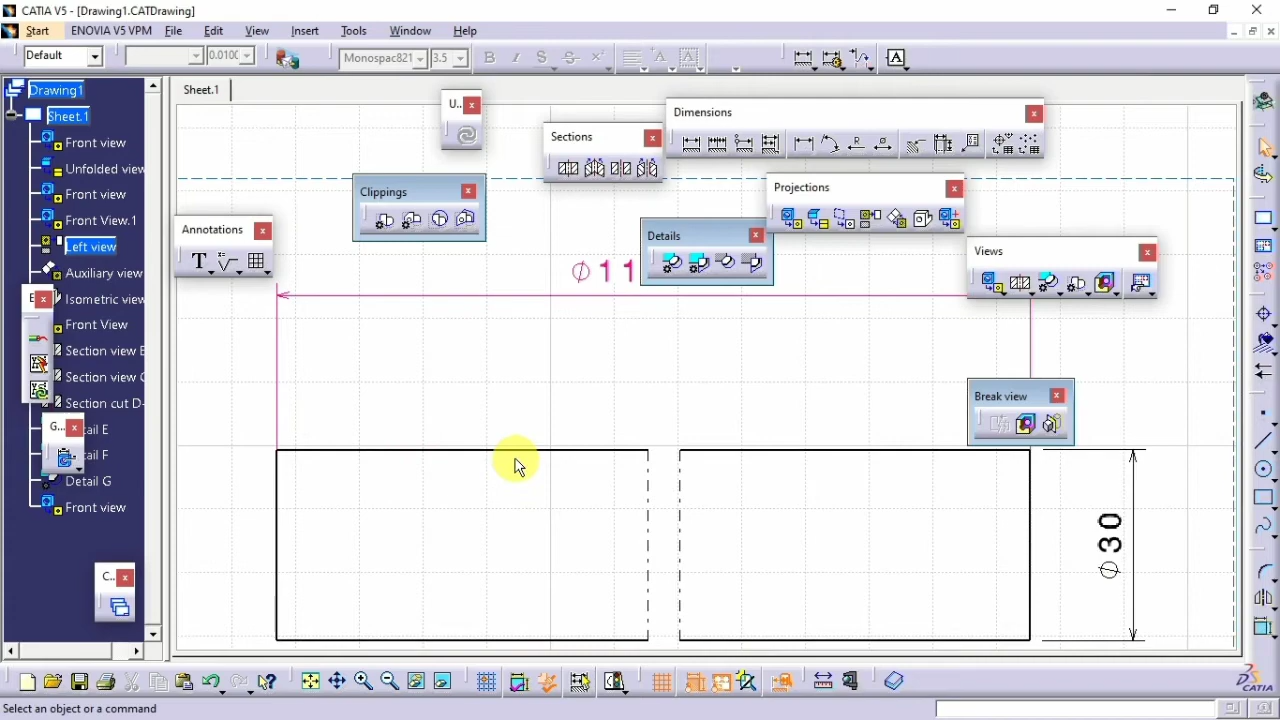 CATIA V5 - [Drawing1.CATDrawing]
Start ENOVIA V5 VPM File Edit View Insert Tools Window Help
Default 0.010( Monospac821 3.5 B I S S
Drawing1
Sheet.1
Front view
Unfolded view
Front view
Front View.1
Left view
Auxiliary view
Isometric view
Front View
Section view
Section view
Section cut D-
Detail G
Front view
Sheet.1
U..
Sections
Dimensions
Clippings
Projections
Annotations
T
Details
Views
Ø 11
Break view
G...
Ø 30
C...
CATIA
Select an object or a command